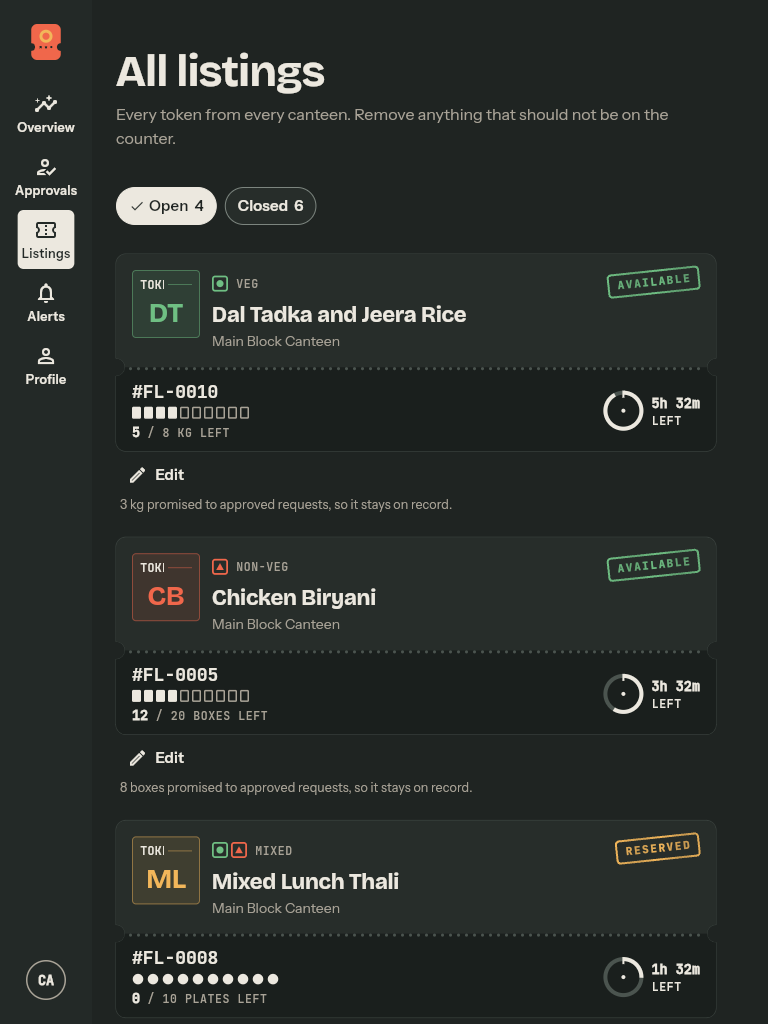 All listings
Every token from every canteen. Remove anything that should not be on the
counter.
Overview
Approvals
Listings
Alerts
Profile
CA
Open 4
Closed 6
TOKI
DT
VEG
AVAILABLE
Dal Tadka and Jeera Rice
Main Block Canteen
#FL-0010
5 / 8 KG LEFT
5h 32m
LEFT
Edit
3 kg promised to approved requests, so it stays on record.
TOKI
CB
NON-VEG
AVAILABLE
Chicken Biryani
Main Block Canteen
#FL-0005
12 / 20 BOXES LEFT
3h 32m
LEFT
Edit
8 boxes promised to approved requests, so it stays on record.
TOKI
ML
MIXED
RESERVED
Mixed Lunch Thali
Main Block Canteen
#FL-0008
0 / 10 PLATES LEFT
1h 32m
LEFT